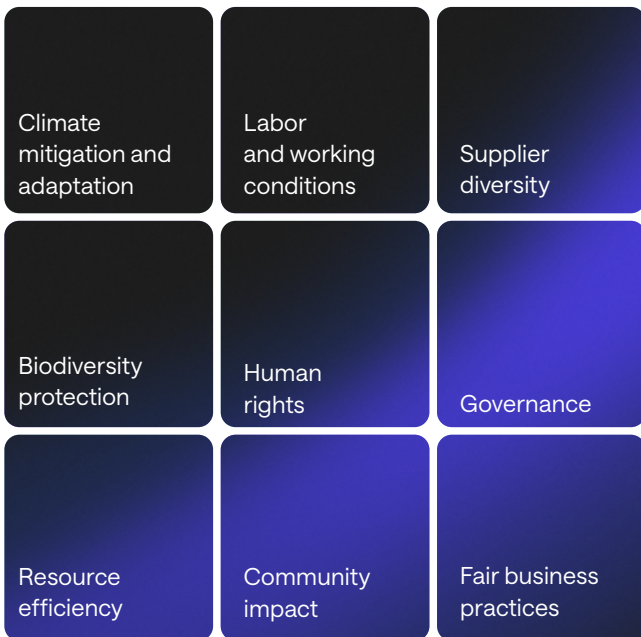 Climate
mitigation and
adaptation
Labor
and working
conditions
Supplier
diversity
Biodiversity
protection
Human
rights
Governance
Resource
efficiency
Community
impact
Fair business
practices